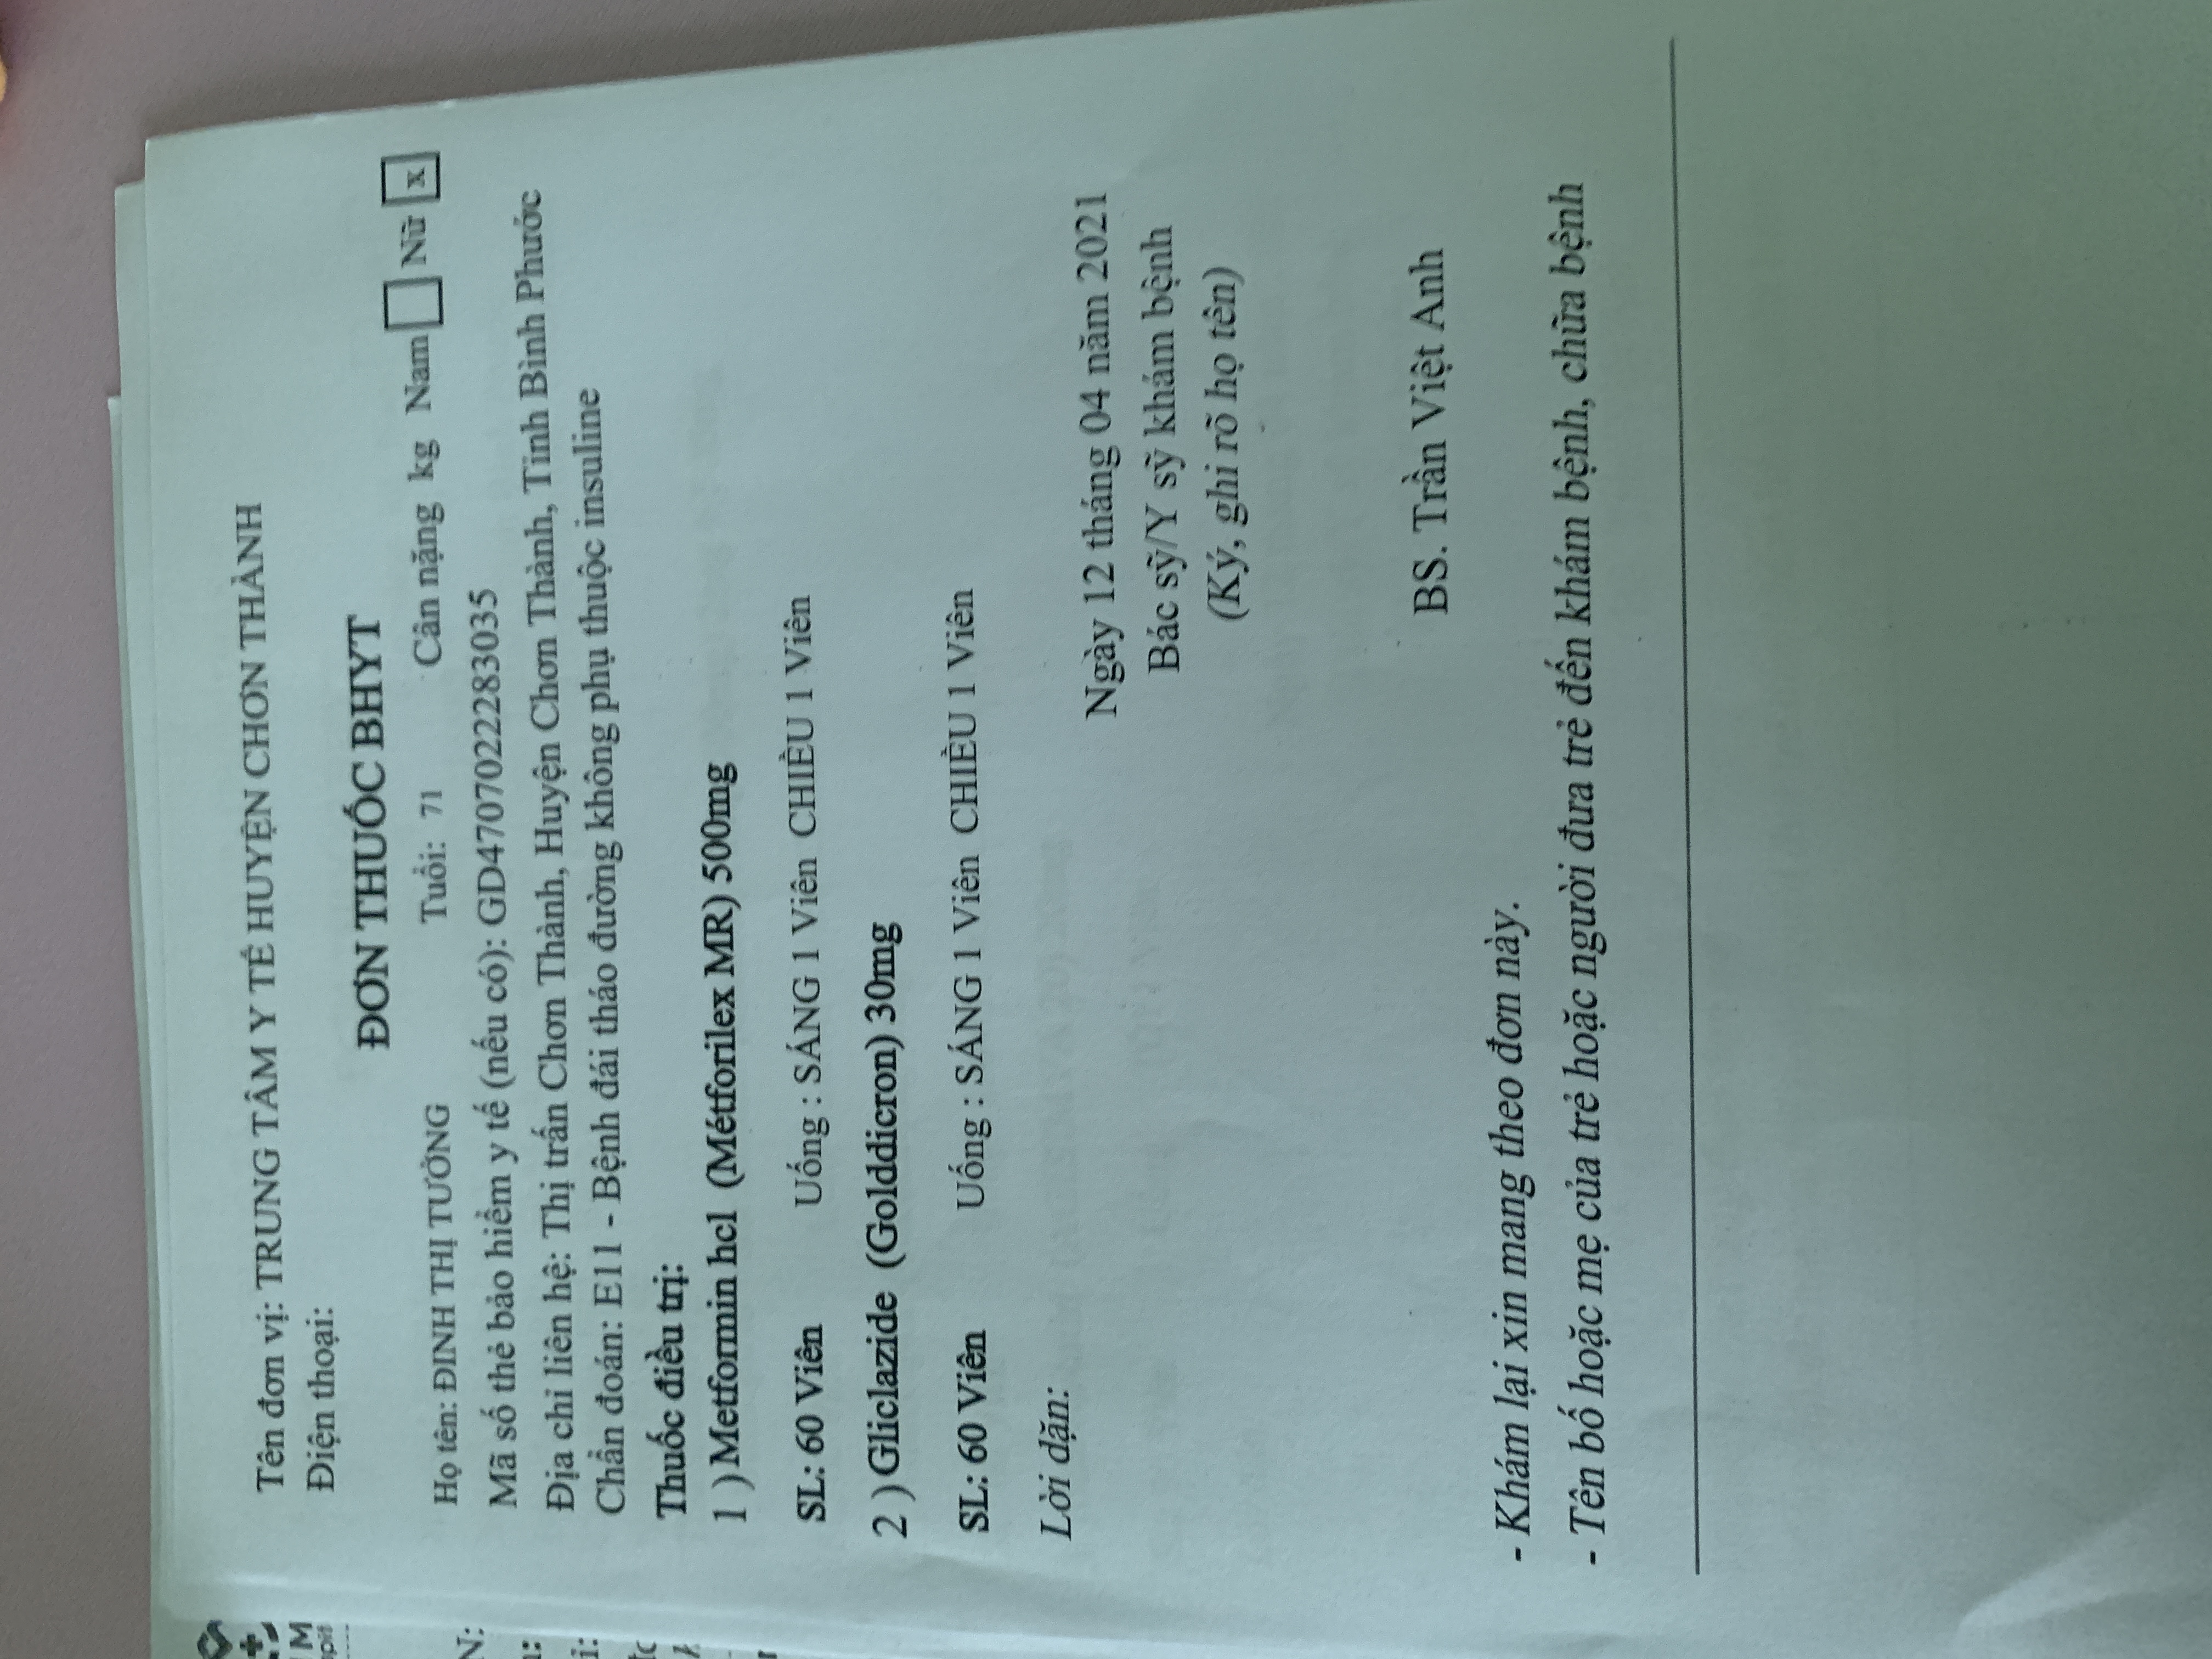 Tên đơn vị: TRUNG TÂM Y TẾ HUYỆN CHƠN THÀNH
Điện thoại:
ĐƠN THUỐC BHYT
Họ tên: ĐINH THỊ TƯỞNG Tuổi: 71 Cân nặng kg Nam Nữ x
Mã số thẻ bảo hiểm y tế (nếu có): GD4707022283035
Địa chỉ liên hệ: Thị trấn Chơn Thành, Huyện Chơn Thành, Tỉnh Bình Phước
Chẩn đoán: E11 - Bệnh đái tháo đường không phụ thuộc insuline
Thuốc điều trị:
1 ) Metformin hcl (Métforilex MR) 500mg
SL: 60 Viên Uống : SÁNG 1 Viên CHIỀU 1 Viên
2 ) Gliclazide (Golddicron) 30mg
SL: 60 Viên Uống : SÁNG 1 Viên CHIỀU 1 Viên
Lời dặn:
Ngày 12 tháng 04 năm 2021
Bác sỹ/Y sỹ khám bệnh
(Ký, ghi rõ họ tên)
BS. Trần Việt Anh
- Khám lại xin mang theo đơn này.
- Tên bố hoặc mẹ của trẻ hoặc người đưa trẻ đến khám bệnh, chữa bệnh